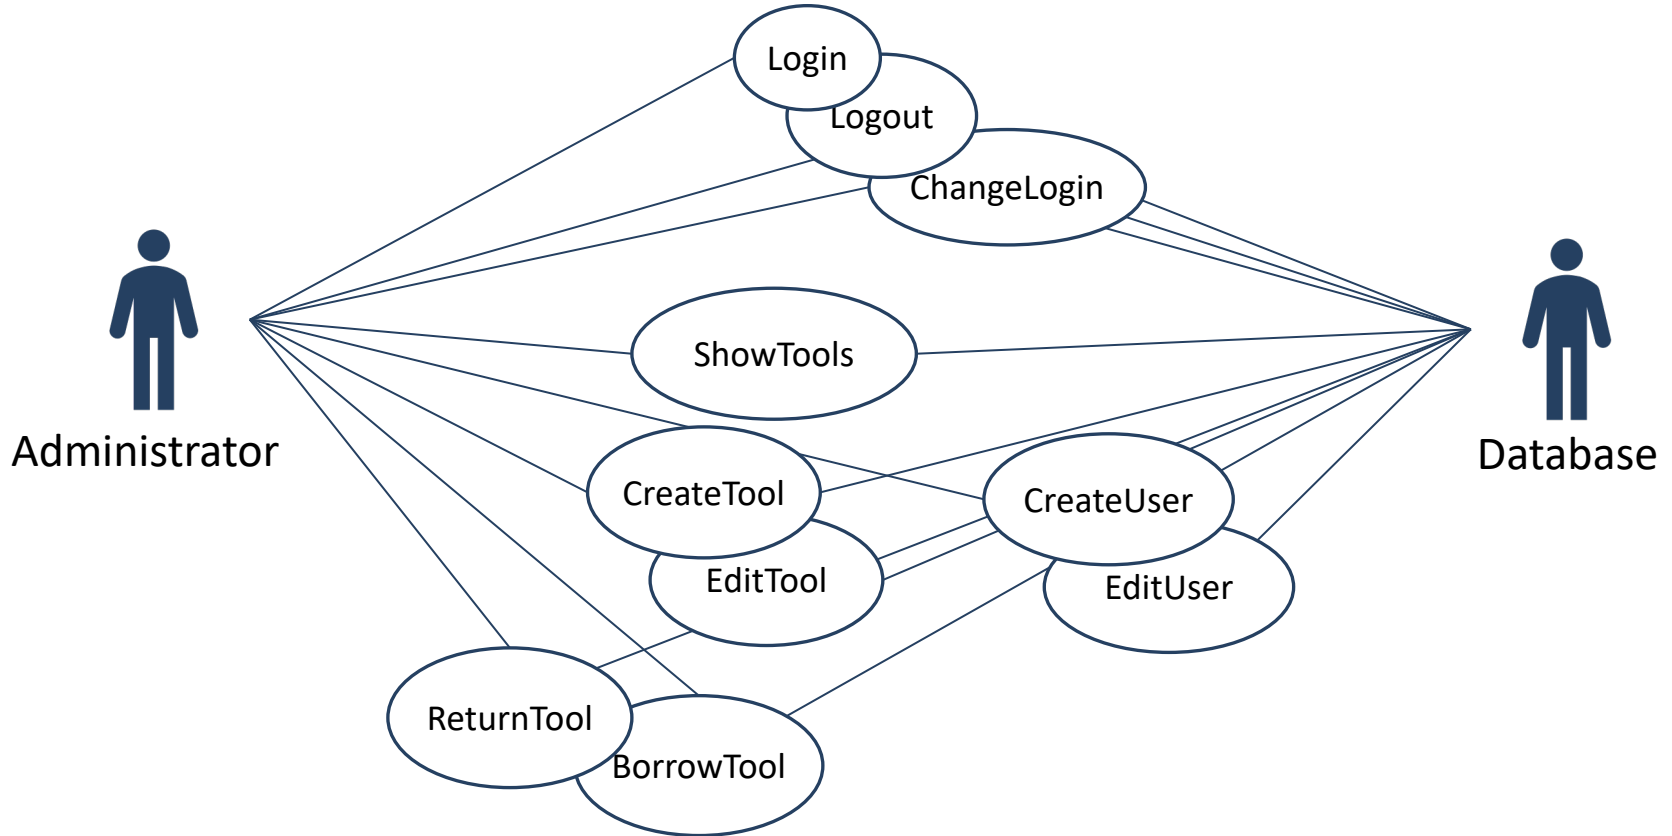 Login
Logout
ChangeLogin
ShowTools
Administrator
Database
CreateTool
CreateUser
EditTool
EditUser
ReturnTool
BorrowTool